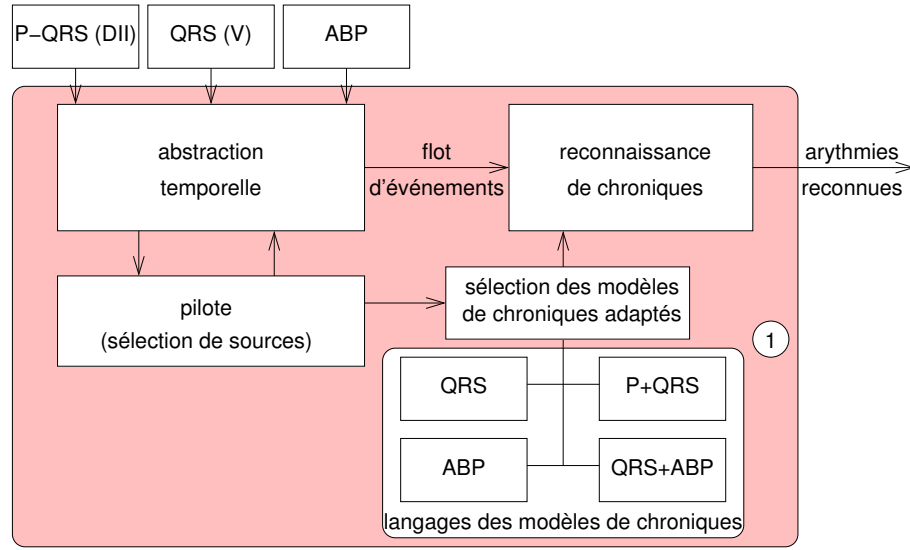 P−QRS (DII)
QRS (V)
ABP
abstraction
temporelle
flot
d'événements
reconnaissance
de chroniques
arythmies
reconnues
pilote
(sélection de sources)
sélection des modèles
de chroniques adaptés
1
QRS
P+QRS
ABP
QRS+ABP
langages des modèles de chroniques